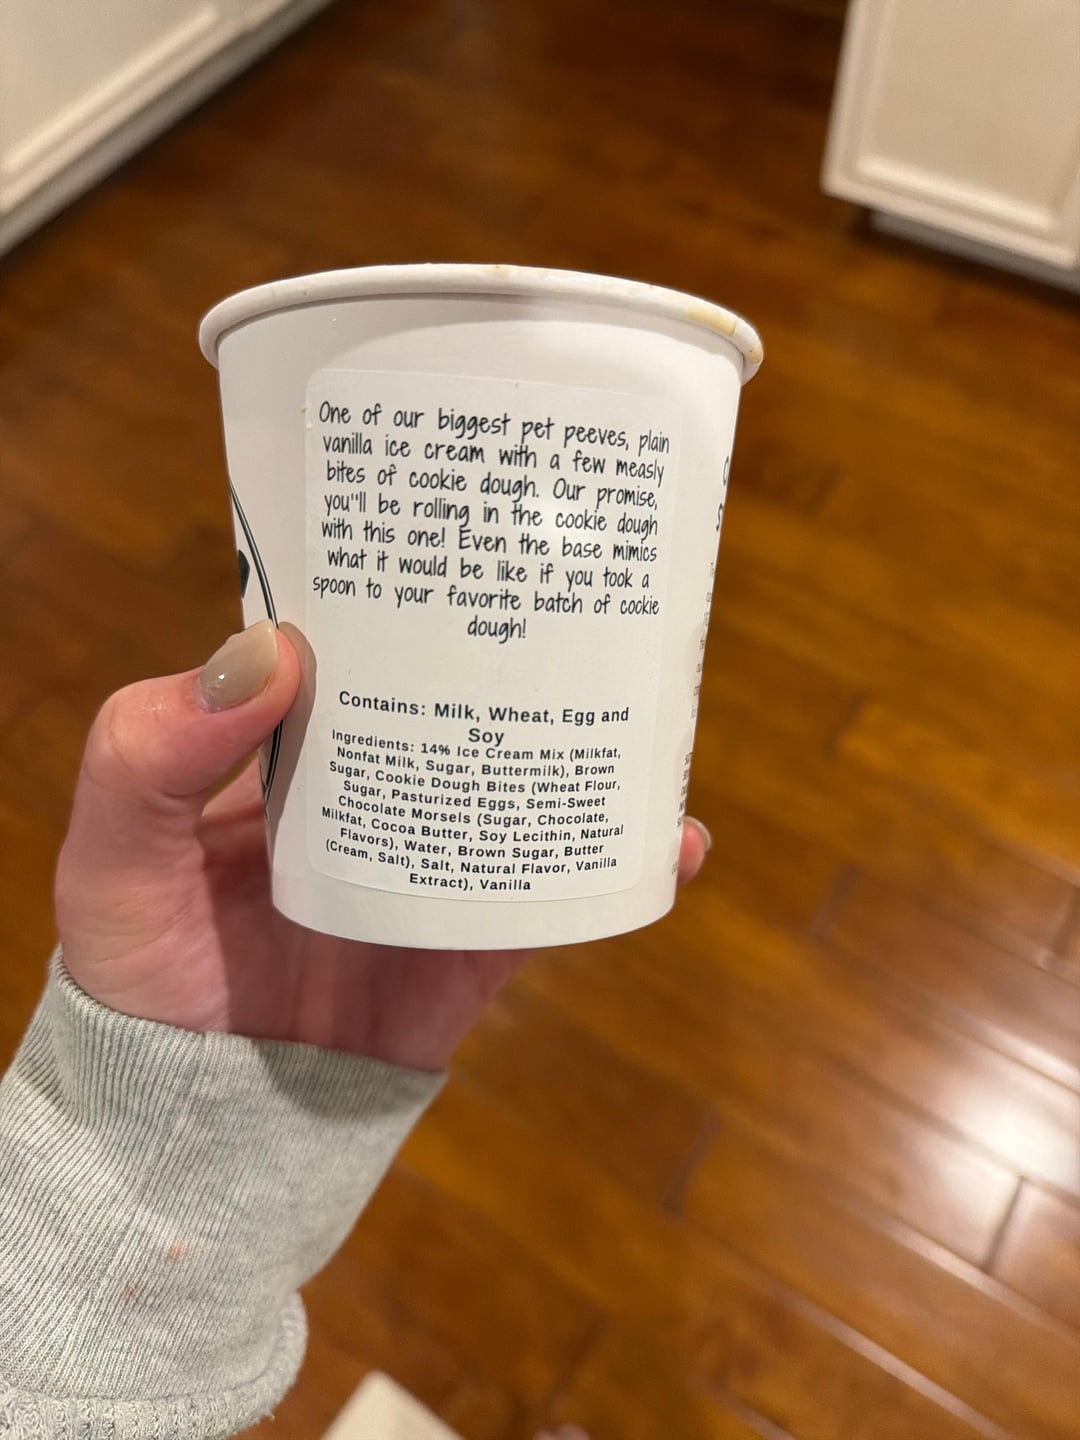 One of our biggest pet peeves, plain
vanilla ice cream with a few measly
bites of cookie dough. Our promise,
you"ll be rolling in the cookie dough
with this one! Even the base mimics
what it would be like if you took a
spoon to your favorite batch of cookie
dough!
Contains: Milk, Wheat, Egg and
Soy
Ingredients: 14% Ice Cream Mix (Milkfat,
Nonfat Milk, Sugar, Buttermilk), Brown
Sugar, Cookie Dough Bites (Wheat Flour,
Sugar, Pasturized Eggs, Semi-Sweet
Chocolate Morsels (Sugar, Chocolate,
Milkfat, Cocoa Butter, Soy Lecithin, Natural
Flavors), Water, Brown Sugar, Butter
(Cream, Salt), Salt, Natural Flavor, Vanilla
Extract), Vanilla